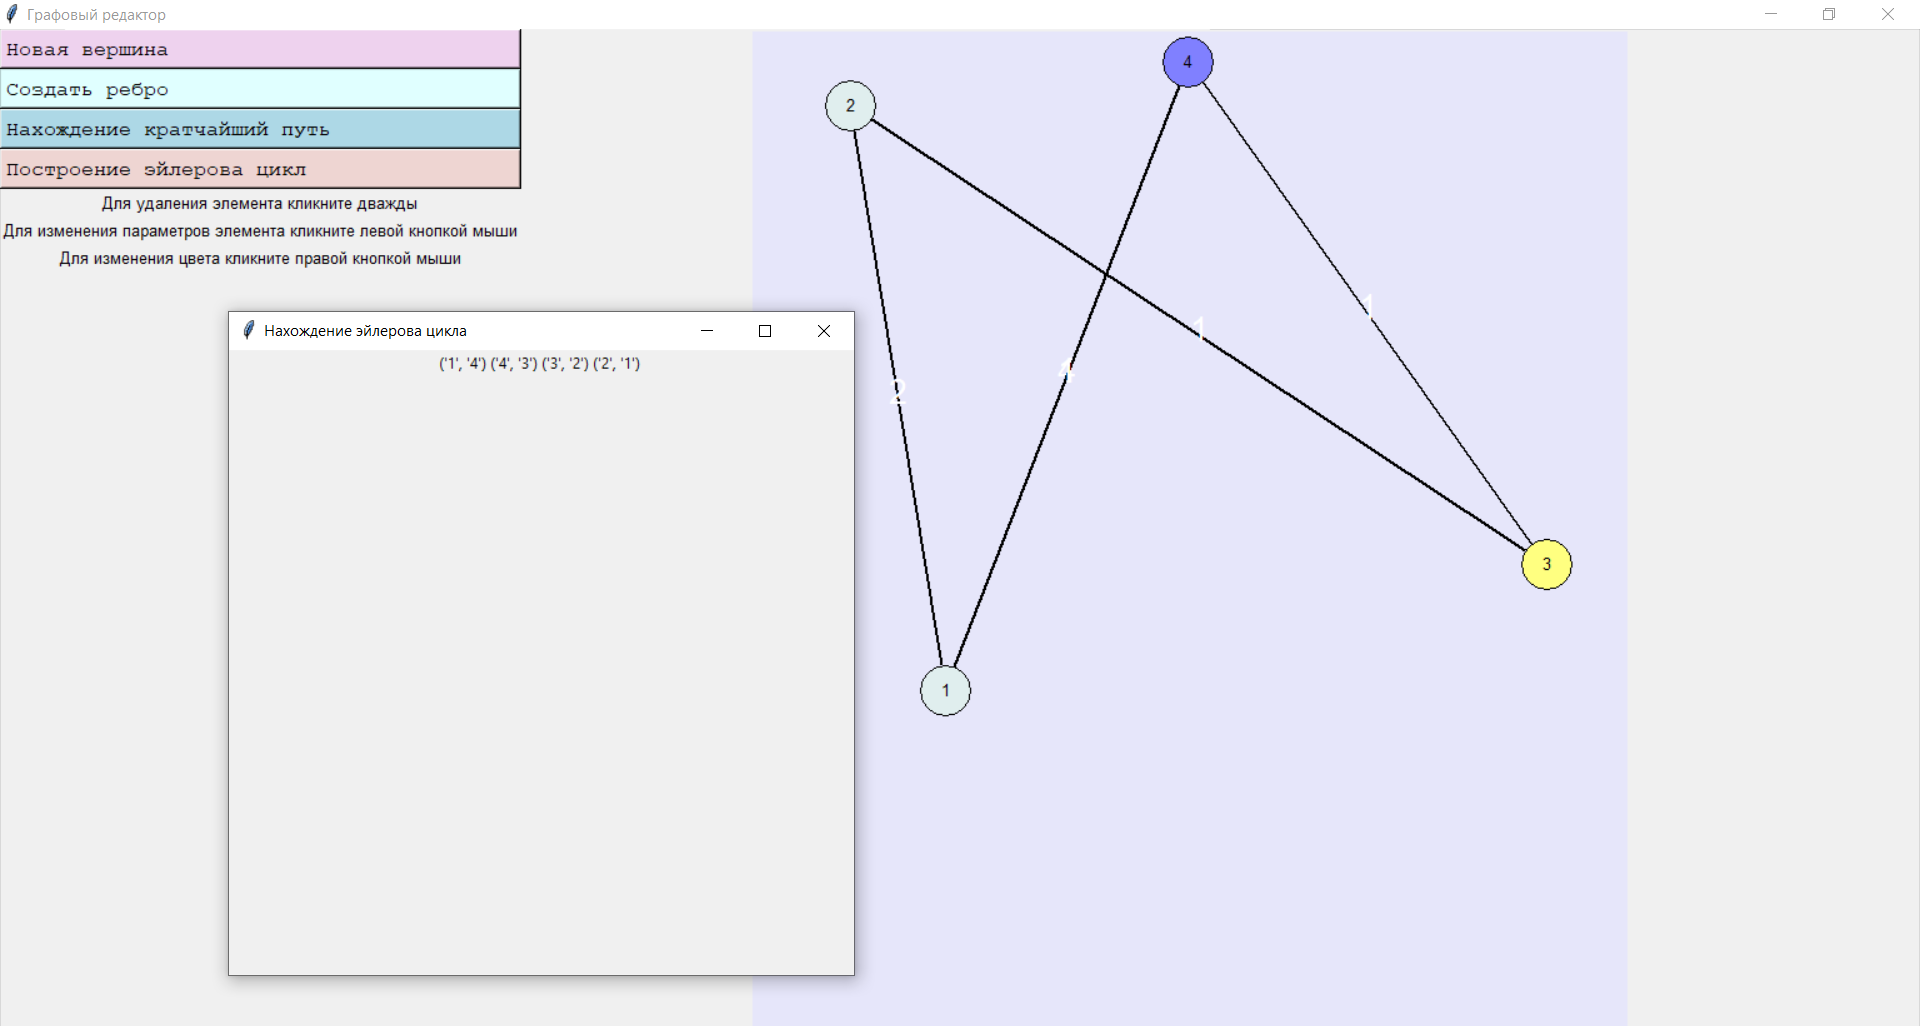 Графовый редактор
Новая вершина
Создать ребро
Нахождение кратчайший путь
Построение эйлерова цикл
Для удаления элемента кликните дважды
Для изменения параметров элемента кликните левой кнопкой мыши
Для изменения цвета кликните правой кнопкой мыши
Нахождение эйлерова цикла
('1', '4') ('4', '3') ('3', '2') ('2', '1')
4
2
1
1
4
2
3
1